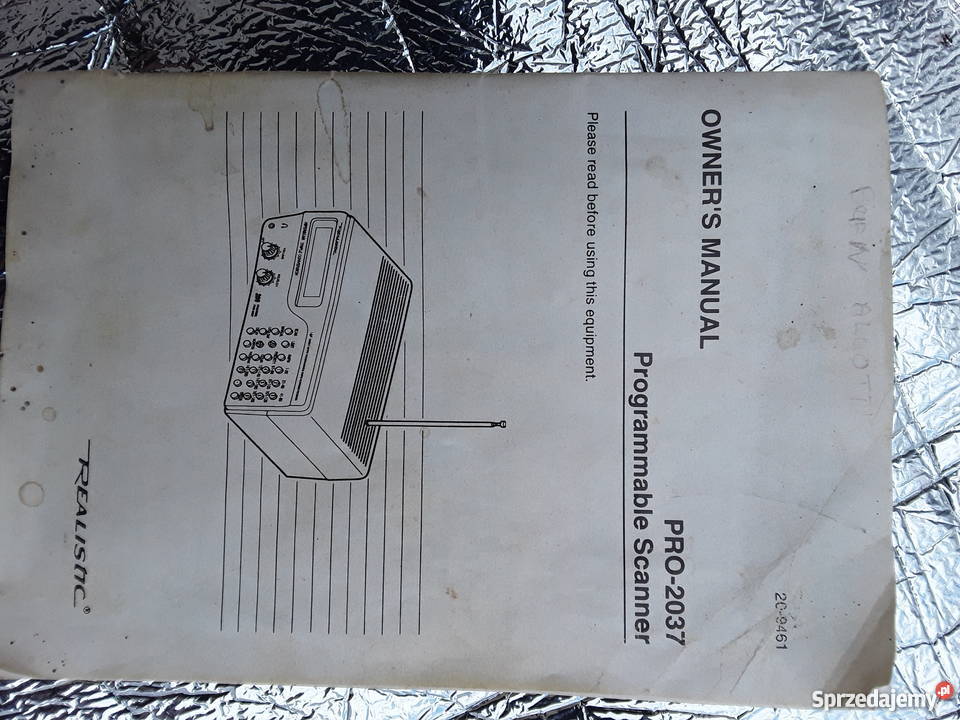 20-9461
OWNER'S MANUAL
PRO-2037
Programmable Scanner
Please read before using this equipment.
REALISTIC®
Sprzedajemy.pl